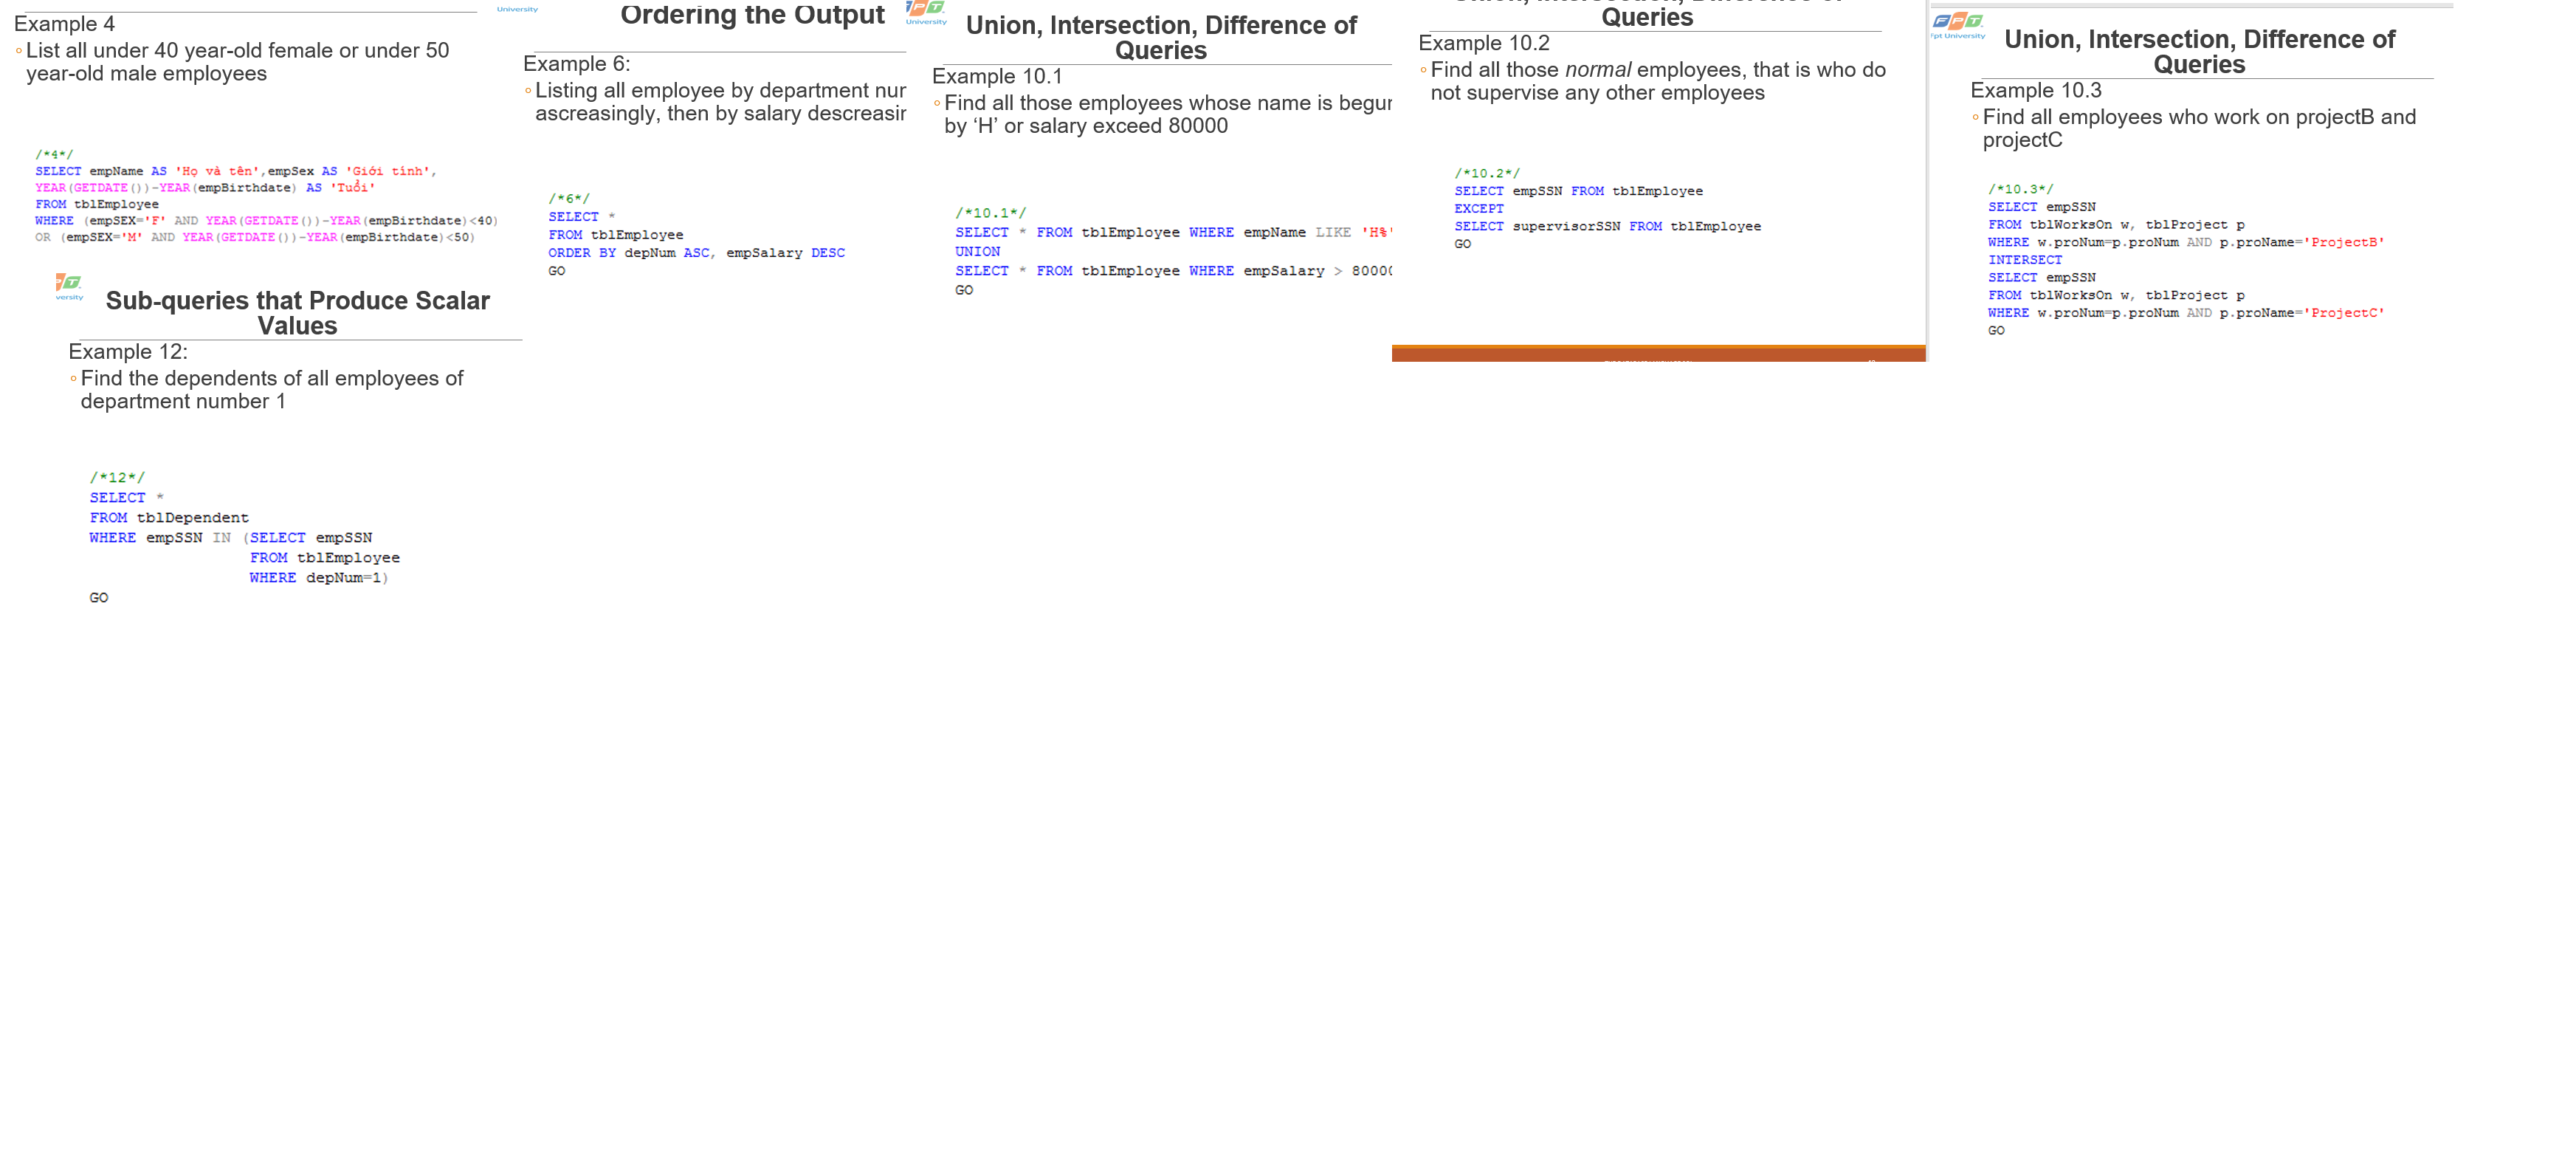 Example 4
List all under 40 year-old female or under 50
year-old male employees
/*4*/
SELECT empName AS 'Họ và tên',empSex AS 'Giới tính',
YEAR(GETDATE())-YEAR(empBirthdate) AS 'Tuổi'
FROM tblEmployee
WHERE (empSEX='F' AND YEAR(GETDATE())-YEAR(empBirthdate)<40)
OR (empSEX='M' AND YEAR(GETDATE())-YEAR(empBirthdate)<50)
University
Ordering the Output
Example 6:
Listing all employee by department nur
ascreasingly, then by salary descreasir
/*6*/
SELECT *
FROM tblEmployee
ORDER BY depNum ASC, empSalary DESC
GO
FPT
University
Union, Intersection, Difference of
Queries
Example 10.1
Find all those employees whose name is begur
by ‘H’ or salary exceed 80000
/*10.1*/
SELECT * FROM tblEmployee WHERE empName LIKE 'H%'
UNION
SELECT * FROM tblEmployee WHERE empSalary > 80000
GO
Union, Intersection, Difference of
Queries
Example 10.2
Find all those normal employees, that is who do
not supervise any other employees
/*10.2*/
SELECT empSSN FROM tblEmployee
EXCEPT
SELECT supervisorSSN FROM tblEmployee
GO
FPT
Fpt University
Union, Intersection, Difference of
Queries
Example 10.3
Find all employees who work on projectB and
projectC
/*10.3*/
SELECT empSSN
FROM tblWorksOn w, tblProject p
WHERE w.proNum=p.proNum AND p.proName='ProjectB'
INTERSECT
SELECT empSSN
FROM tblWorksOn w, tblProject p
WHERE w.proNum=p.proNum AND p.proName='ProjectC'
GO
PT
versity
Sub-queries that Produce Scalar
Values
Example 12:
Find the dependents of all employees of
department number 1
/*12*/
SELECT *
FROM tblDependent
WHERE empSSN IN (SELECT empSSN
FROM tblEmployee
WHERE depNum=1)
GO